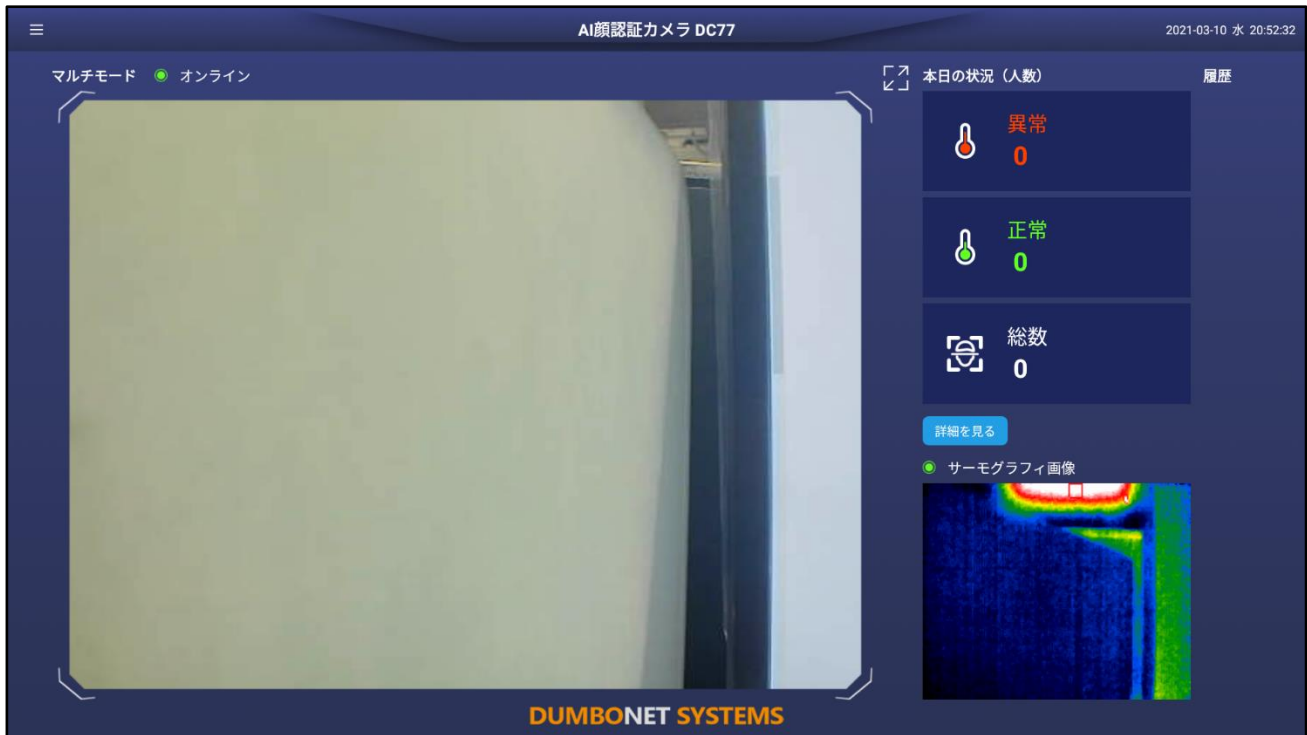 AI顔認証カメラ DC77
2021-03-10 水 20:52:32
マルチモード オンライン
本日の状況（人数） 履歴
異常
0
正常
0
総数
0
詳細を見る
サーモグラフィ画像
DUMBONET SYSTEMS